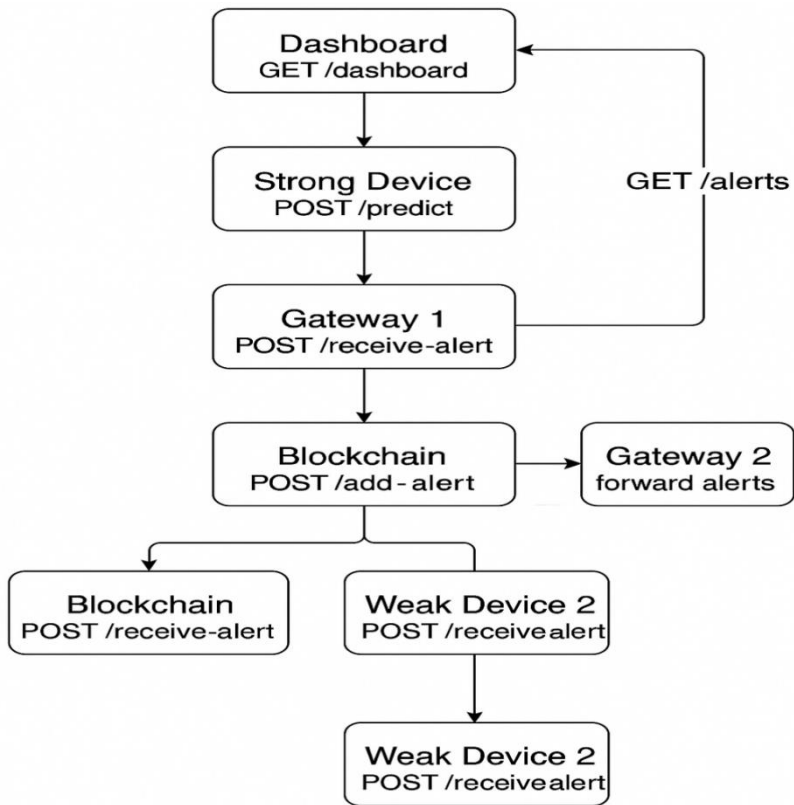 Dashboard
GET /dashboard
Strong Device
POST /predict
GET /alerts
Gateway 1
POST /receive-alert
Blockchain
POST /add-alert
Gateway 2
forward alerts
Blockchain
POST /receive-alert
Weak Device 2
POST /receivealert
Weak Device 2
POST /receivealert